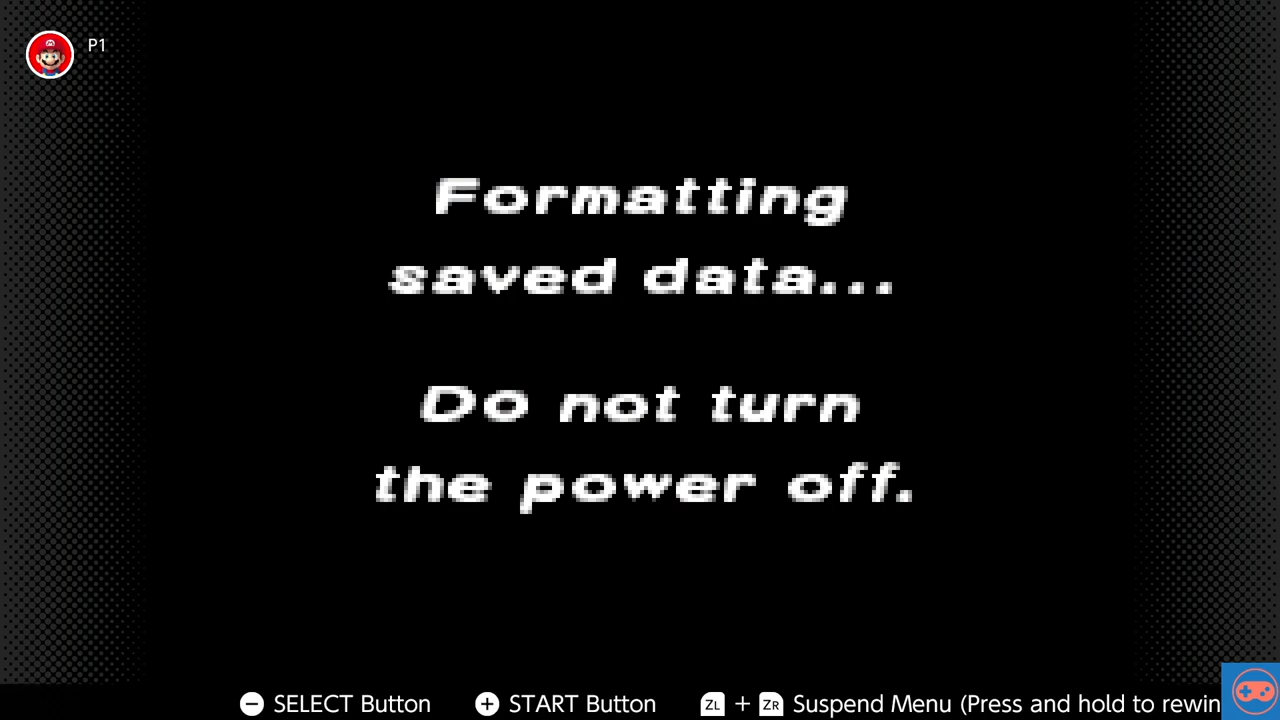 P1
Formatting
saved data...
Do not turn
the power off.
SELECT Button START Button ZL + ZR Suspend Menu (Press and hold to rewin